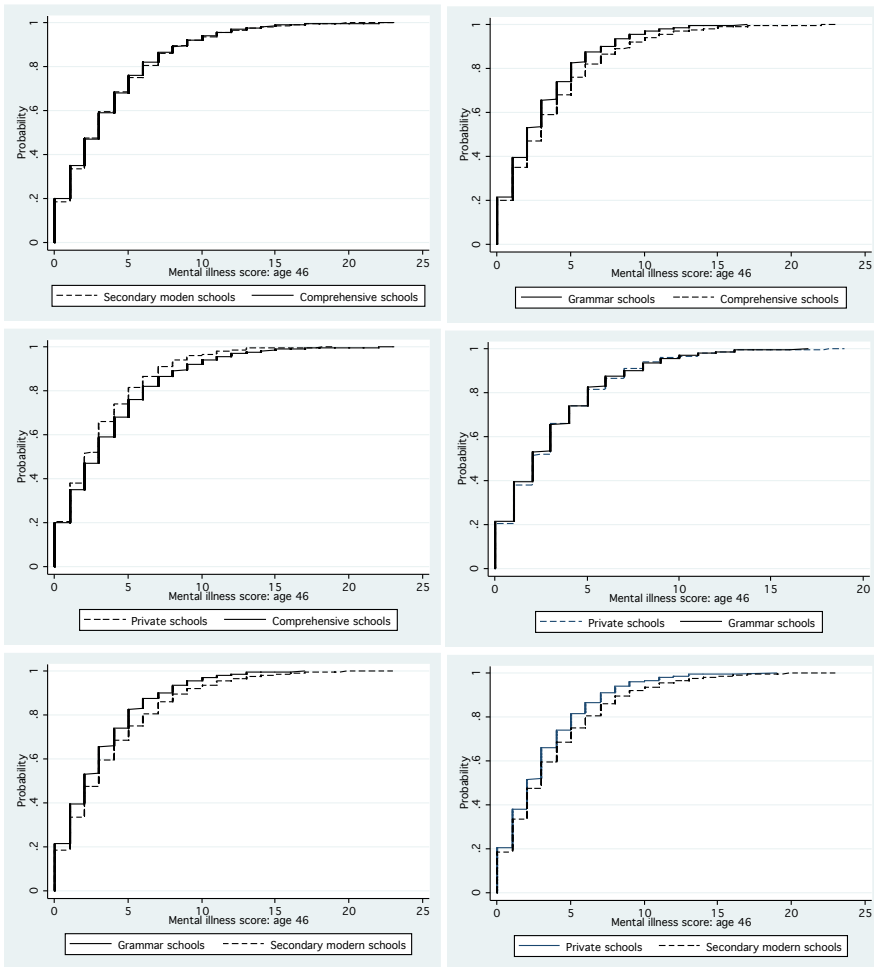 Probability
0 .2 .4 .6 .8 1
0 5 10 15 20 25
Mental illness score: age 46
Secondary moden schools Comprehensive schools
Probability
0 .2 .4 .6 .8 1
0 5 10 15 20 25
Mental illness score: age 46
Grammar schools Comprehensive schools
Probability
0 .2 .4 .6 .8 1
0 5 10 15 20 25
Mental illness score: age 46
Private schools Comprehensive schools
Probability
0 .2 .4 .6 .8 1
0 5 10 15 20
Mental illness score: age 46
Private schools Grammar schools
Probability
0 .2 .4 .6 .8 1
0 5 10 15 20 25
Mental illness score: age 46
Grammar schools Secondary modern schools
Probability
0 .2 .4 .6 .8 1
0 5 10 15 20 25
Mental illness score: age 46
Private schools Secondary modern schools